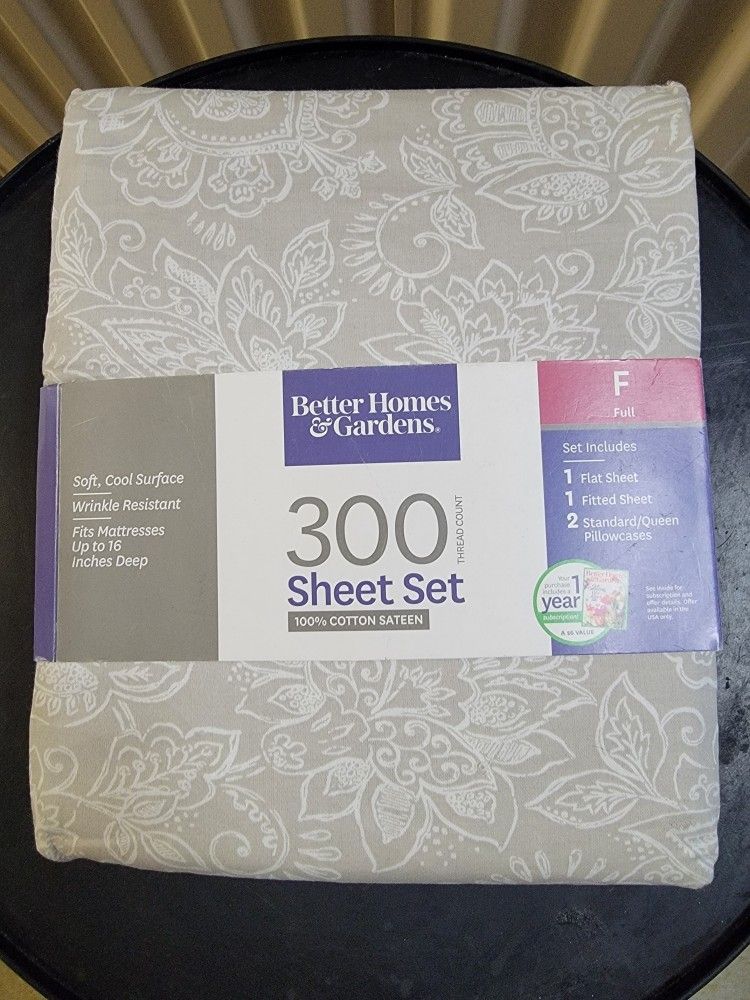 Soft, Cool Surface
Wrinkle Resistant
Fits Mattresses
Up to 16
Inches Deep
Better Homes
& Gardens®
300
THREAD COUNT
Sheet Set
100% COTTON SATEEN
F
Full
Set Includes
1 Flat Sheet
1 Fitted Sheet
2 Standard/Queen
Pillowcases
Your
purchase
includes a
1
year
subscription!
A $6 VALUE
See inside for
subscription and
offer details. Offer
available in the
USA only.